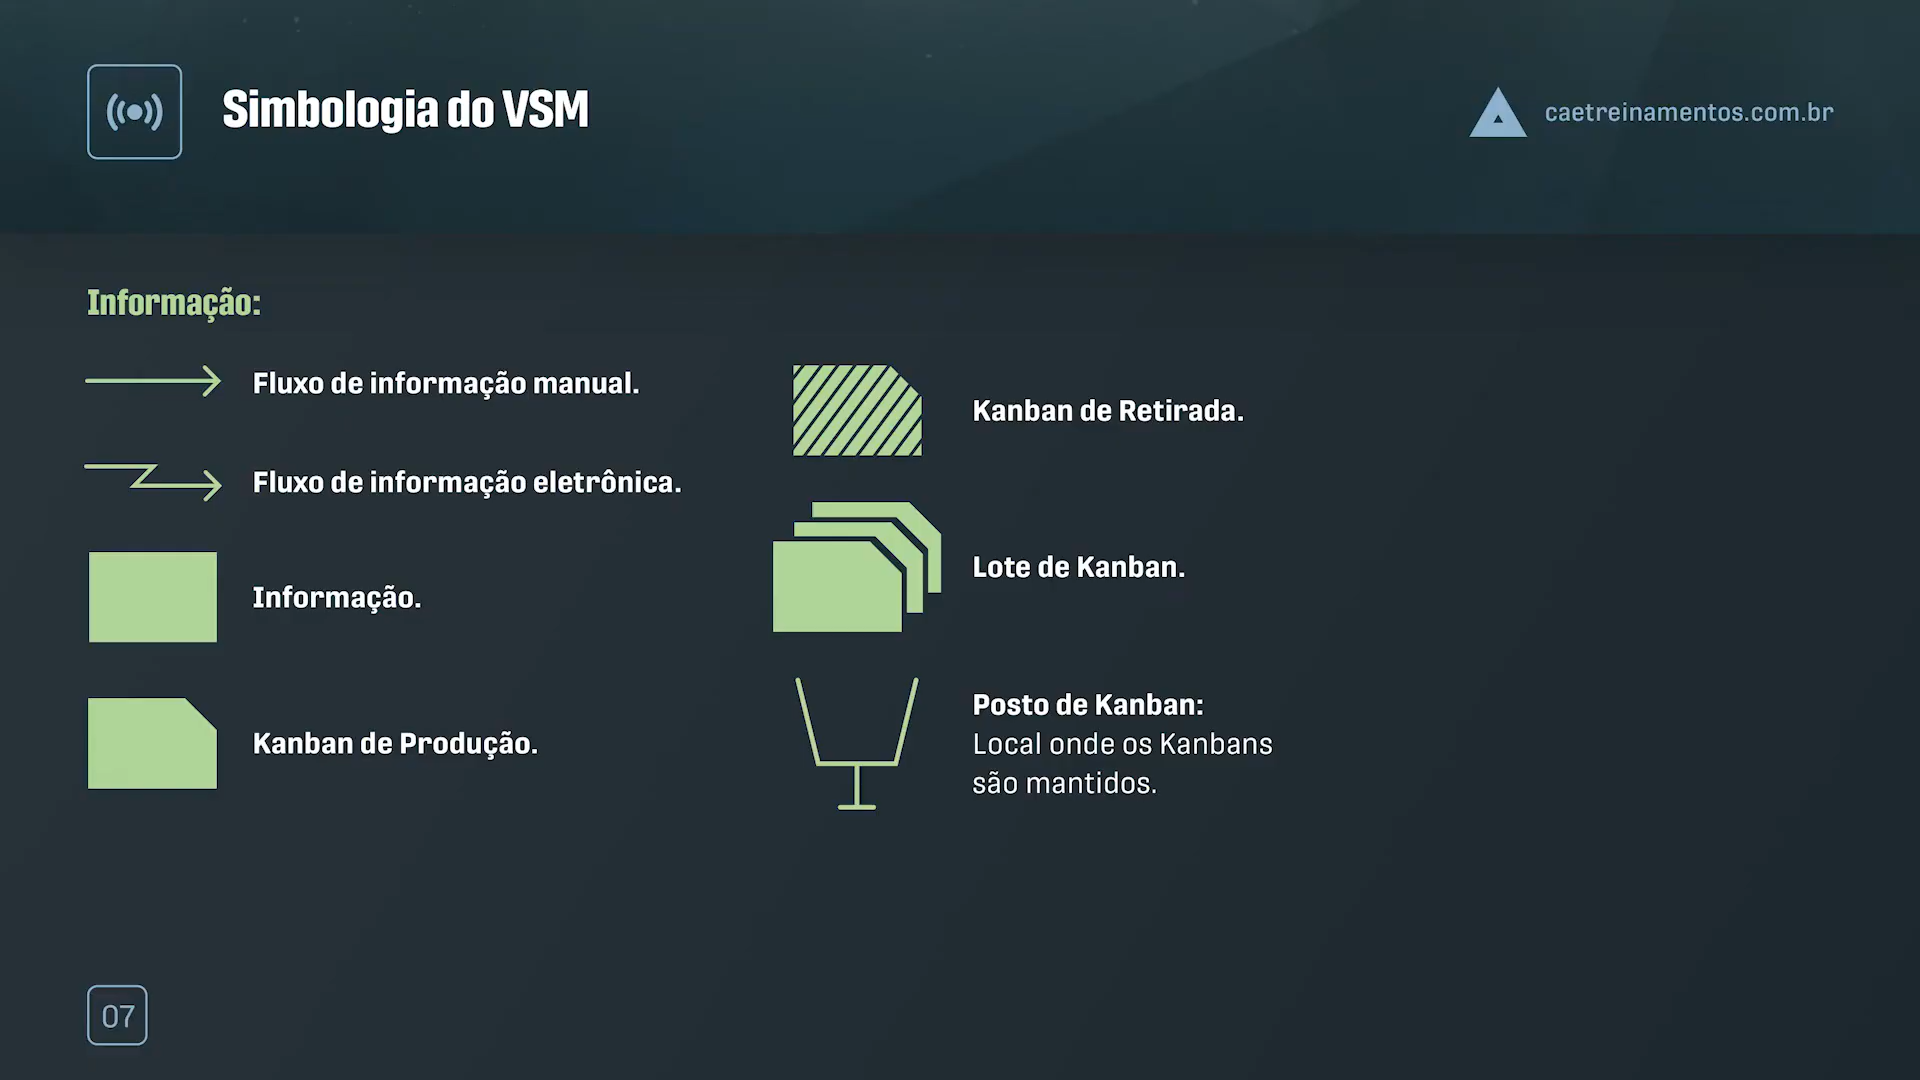 Simbologia do VSM
caetreinamentos.com.br
Informação:
Fluxo de informação manual.
Fluxo de informação eletrônica.
Informação.
Kanban de Produção.
Kanban de Retirada.
Lote de Kanban.
Posto de Kanban:
Local onde os Kanbans
são mantidos.
07